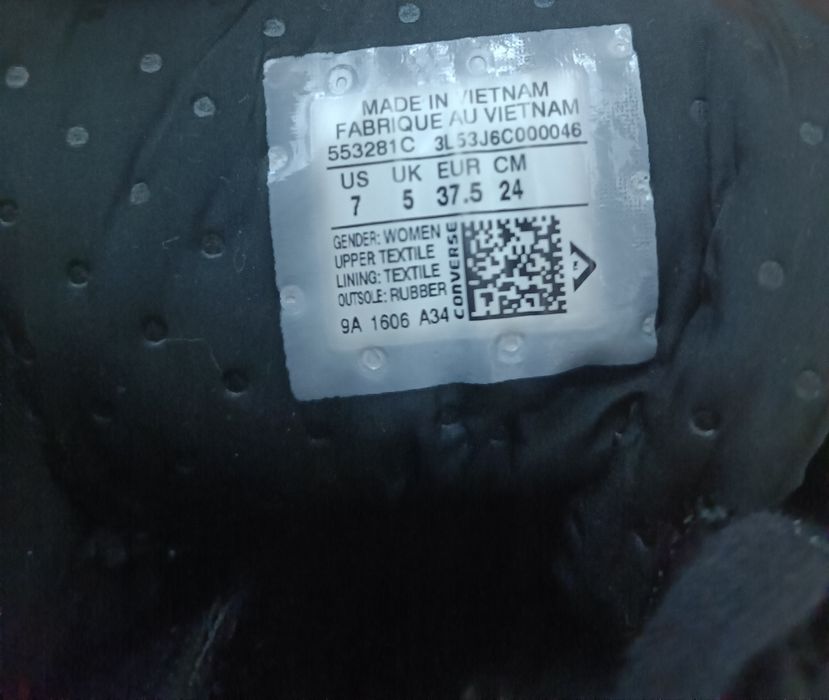 MADE IN VIETNAM
FABRIQUE AU VIETNAM
553281C 3L53J6C000046
US UK EUR CM
7 5 37.5 24
GENDER: WOMEN
UPPER TEXTILE
LINING: TEXTILE
OUTSOLE: RUBBER
CONVERSE
9A 1606 A34